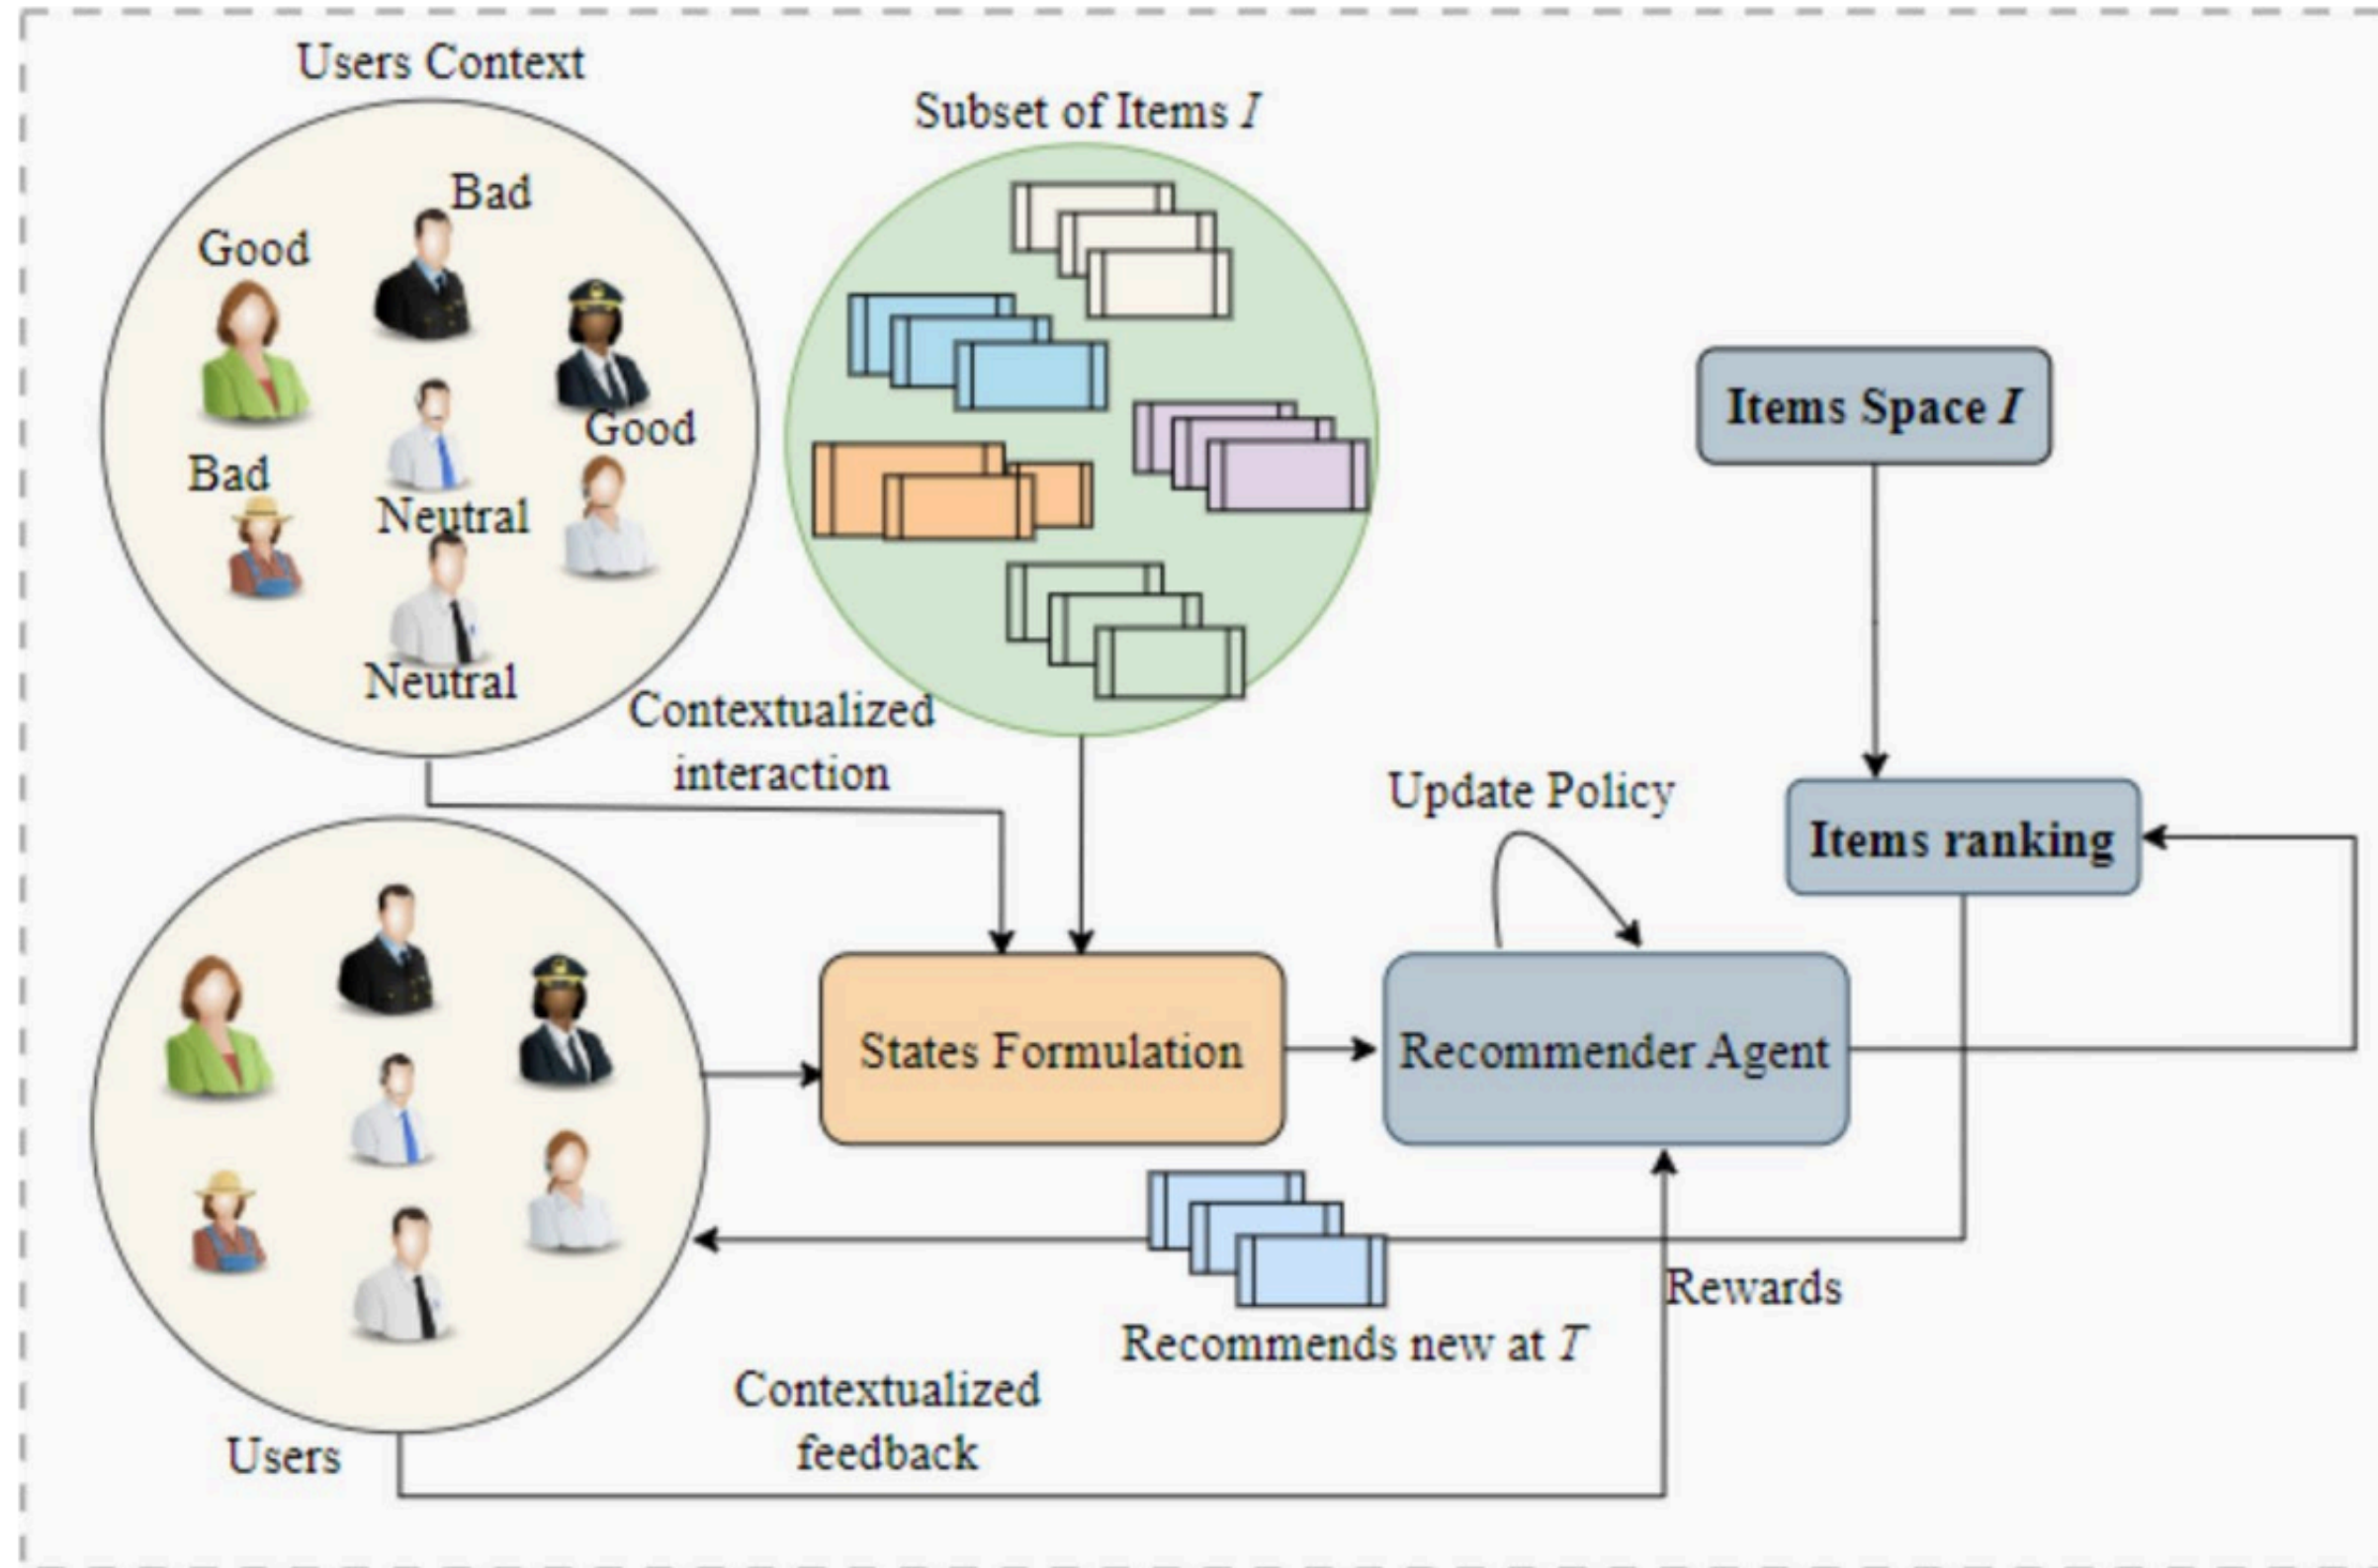 Users Context
Subset of Items I
Bad
Good
Good
Bad
Neutral
Neutral
Contextualized
interaction
Items Space I
Update Policy
Items ranking
States Formulation
Recommender Agent
Rewards
Recommends new at T
Contextualized
feedback
Users